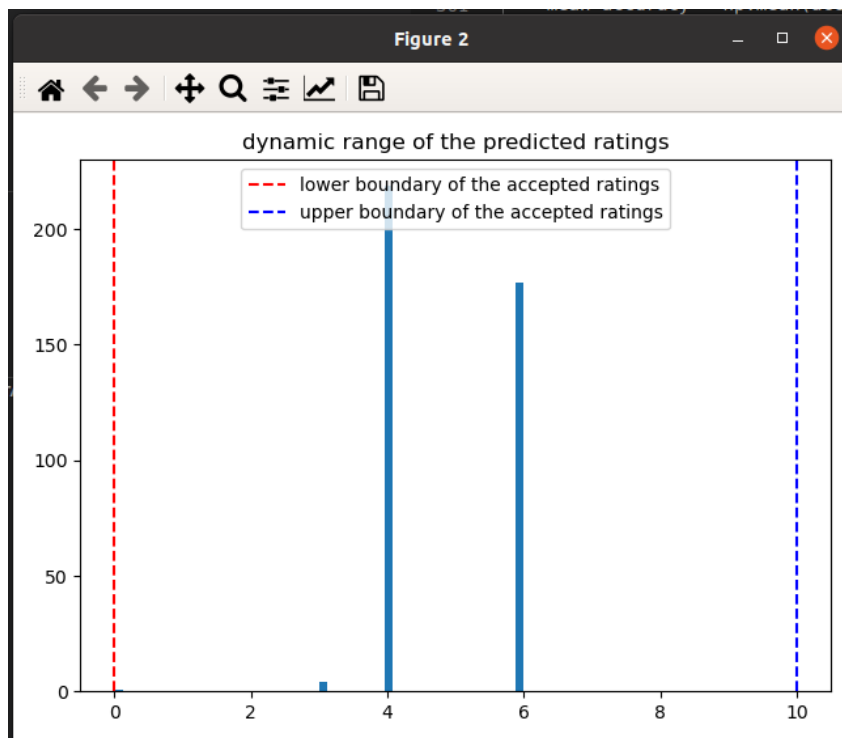 Figure 2
dynamic range of the predicted ratings
lower boundary of the accepted ratings
upper boundary of the accepted ratings
200
150
100
50
0
0 2 4 6 8 10